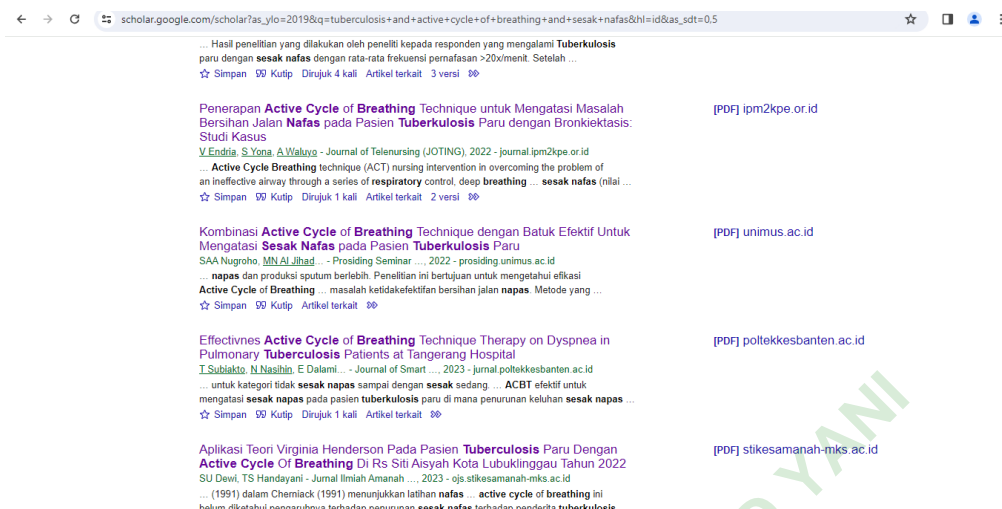 scholar.google.com/scholar?as_ylo=2019&q=tuberculosis+and+active+cycle+of+breathing+and+sesak+nafas&hl=id&as_sdt=0,5
... Hasil penelitian yang dilakukan oleh peneliti kepada responden yang mengalami Tuberkulosis
paru dengan sesak nafas dengan rata-rata frekuensi pernafasan >20x/menit. Setelah ...
Simpan Kutip Dirujuk 4 kali Artikel terkait 3 versi
Penerapan Active Cycle of Breathing Technique untuk Mengatasi Masalah
Bersihan Jalan Nafas pada Pasien Tuberkulosis Paru dengan Bronkiektasis:
Studi Kasus
[PDF] ipm2kpe.or.id
V Endria, S Yona, A Waluyo - Journal of Telenursing (JOTING), 2022 - journal.ipm2kpe.or.id
... Active Cycle Breathing technique (ACT) nursing intervention in overcoming the problem of
an ineffective airway through a series of respiratory control, deep breathing ... sesak nafas (nilai ...
Simpan Kutip Dirujuk 1 kali Artikel terkait 2 versi
Kombinasi Active Cycle of Breathing Technique dengan Batuk Efektif Untuk
Mengatasi Sesak Nafas pada Pasien Tuberkulosis Paru
[PDF] unimus.ac.id
SAA Nugroho, MN Al Jihad... - Prosiding Seminar ..., 2022 - prosiding.unimus.ac.id
... napas dan produksi sputum berlebih. Penelitian ini bertujuan untuk mengetahui efikasi
Active Cycle of Breathing ... masalah ketidakefektifan bersihan jalan napas. Metode yang ...
Simpan Kutip Artikel terkait
Effectivnes Active Cycle of Breathing Technique Therapy on Dyspnea in
Pulmonary Tuberculosis Patients at Tangerang Hospital
[PDF] poltekkesbanten.ac.id
T Subiakto, N Nasihin, E Dalami... - Journal of Smart ..., 2023 - jurnal.poltekkesbanten.ac.id
... untuk kategori tidak sesak napas sampai dengan sesak sedang. ... ACBT efektif untuk
mengatasi sesak napas pada pasien tuberkulosis paru di mana penurunan keluhan sesak napas ...
Simpan Kutip Dirujuk 1 kali Artikel terkait
Aplikasi Teori Virginia Henderson Pada Pasien Tuberculosis Paru Dengan
Active Cycle Of Breathing Di Rs Siti Aisyah Kota Lubuklinggau Tahun 2022
[PDF] stikesamanah-mks.ac.id
SU Dewi, TS Handayani - Jurnal Ilmiah Amanah ..., 2023 - ojs.stikesamanah-mks.ac.id
... (1991) dalam Cherniack (1991) menunjukkan latihan nafas ... active cycle of breathing ini
belum diketahui pengaruhnya terhadap penurunan sesak nafas terhadap penderita tuberkulosis
YANI